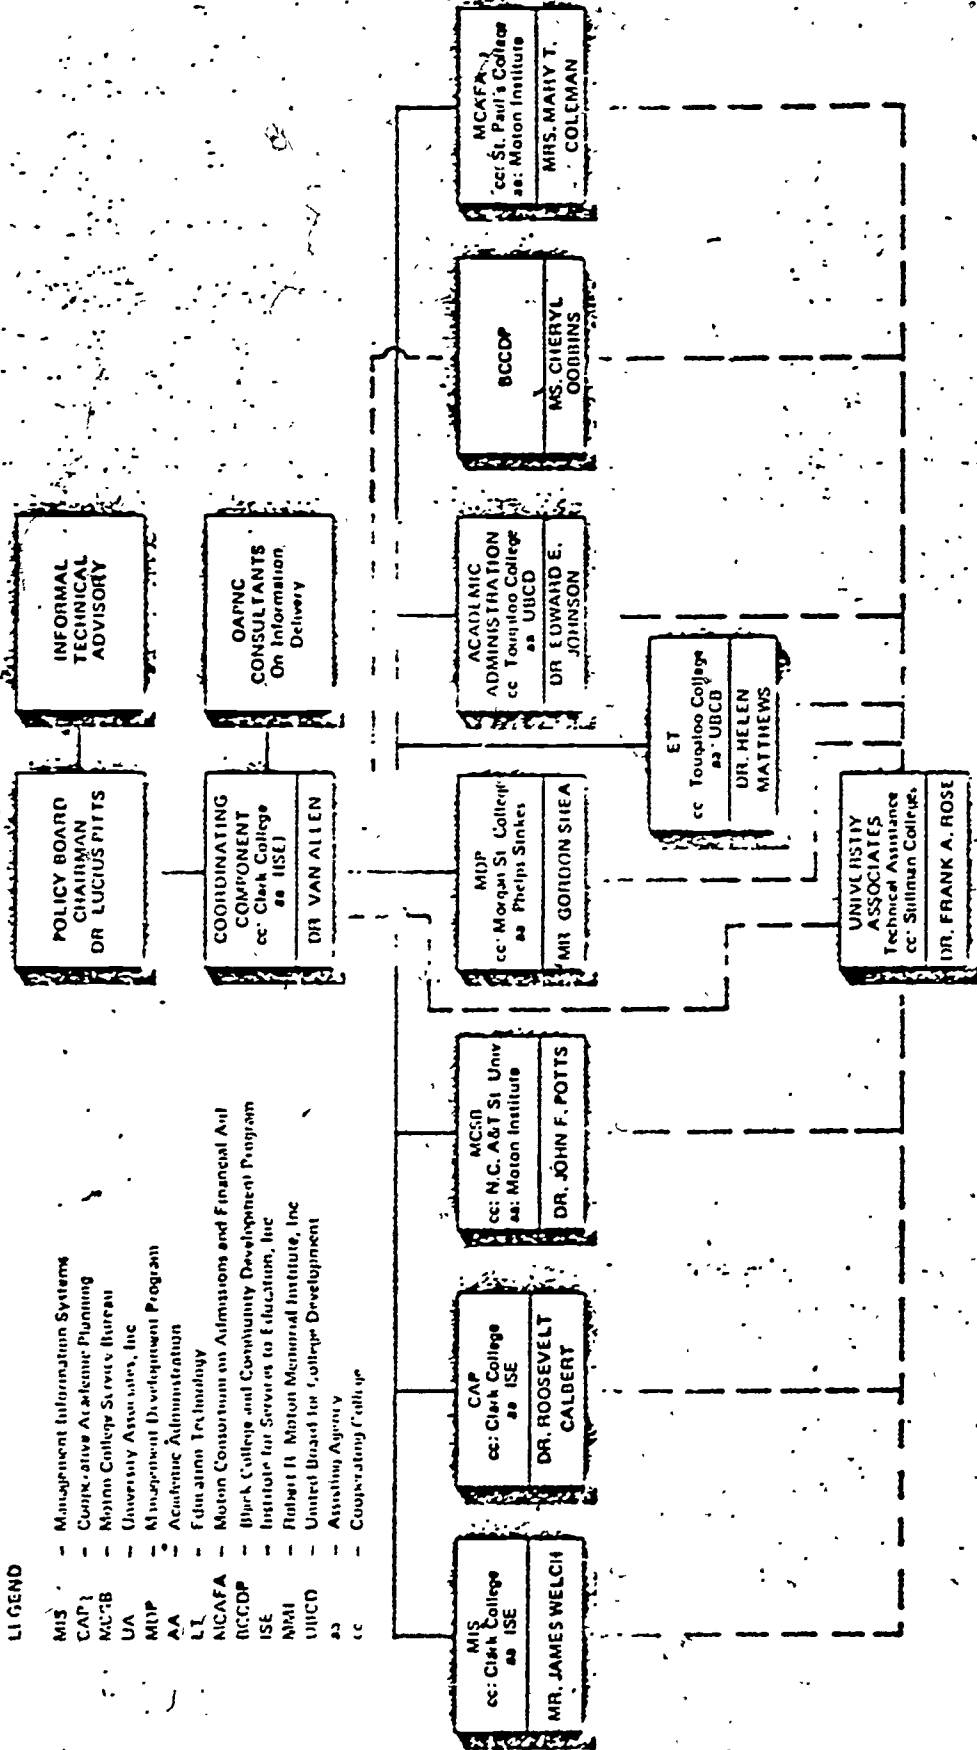 LEGEND
MIS - Management Information Systems
CAP - Cooperative Academic Planning
MCSB - Moton College Service Bureau
UA - University Associates, Inc
MDP - Management Development Program
AA - Academic Administration
ET - Education Technology
MCAFA - Moton Consortium on Admissions and Financial Aid
BCCDP - Black College and Community Development Program
ISE - Institute for Services to Education, Inc
MMI - Robert R. Moton Memorial Institute, Inc
UBCD - United Board for College Development
aa - Assisting Agency
cc - Cooperating College
POLICY BOARD
CHAIRMAN
DR LUCIUS PITTS
INFORMAL
TECHNICAL
ADVISORY
COORDINATING
COMPONENT
cc: Clark College
aa ISE
DR VAN ALLEN
OAPNC
CONSULTANTS
On Information
Delivery
MIS
cc: Clark College
aa ISE
MR. JAMES WELCH
CAP
cc: Clark College
aa ISE
DR. ROOSEVELT
CALBERT
MCSB
cc: N.C. A&T St Univ
aa: Moton Institute
DR. JOHN F. POTTS
MDP
cc: Morgan St College
aa Phelps Stokes
MR GORDON SHEA
ACADEMIC
ADMINISTRATION
cc Tougaloo College
aa UBCD
DR EDWARD E.
JOHNSON
BCCDP
MS. CHERYL
DOBBINS
MCAFA
cc: St. Paul's College
aa: Moton Institute
MRS. MARY T.
COLEMAN
ET
cc Tougaloo College
aa: UBCB
DR. HELEN
MATTHEWS
UNIVERSITY
ASSOCIATES
Technical Assistance
cc: Stillman College
DR. FRANK A. ROSE